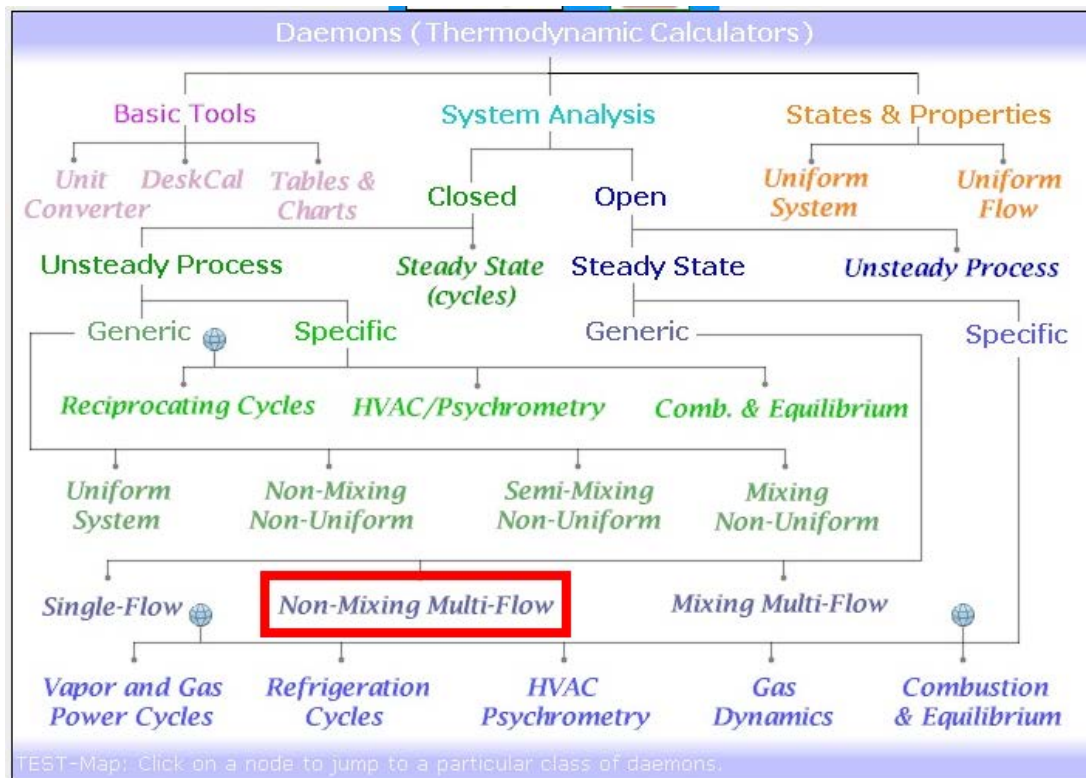 Daemons (Thermodynamic Calculators)
Basic Tools
System Analysis
States & Properties
Unit
Converter
DeskCal
Tables &
Charts
Closed
Open
Uniform
System
Uniform
Flow
Unsteady Process
Steady State
(cycles)
Steady State
Unsteady Process
Generic
Specific
Generic
Specific
Reciprocating Cycles
HVAC/Psychrometry
Comb. & Equilibrium
Uniform
System
Non-Mixing
Non-Uniform
Semi-Mixing
Non-Uniform
Mixing
Non-Uniform
Single-Flow
Non-Mixing Multi-Flow
Mixing Multi-Flow
Vapor and Gas
Power Cycles
Refrigeration
Cycles
HVAC
Psychrometry
Gas
Dynamics
Combustion
& Equilibrium
TEST-Map: Click on a node to jump to a particular class of daemons.